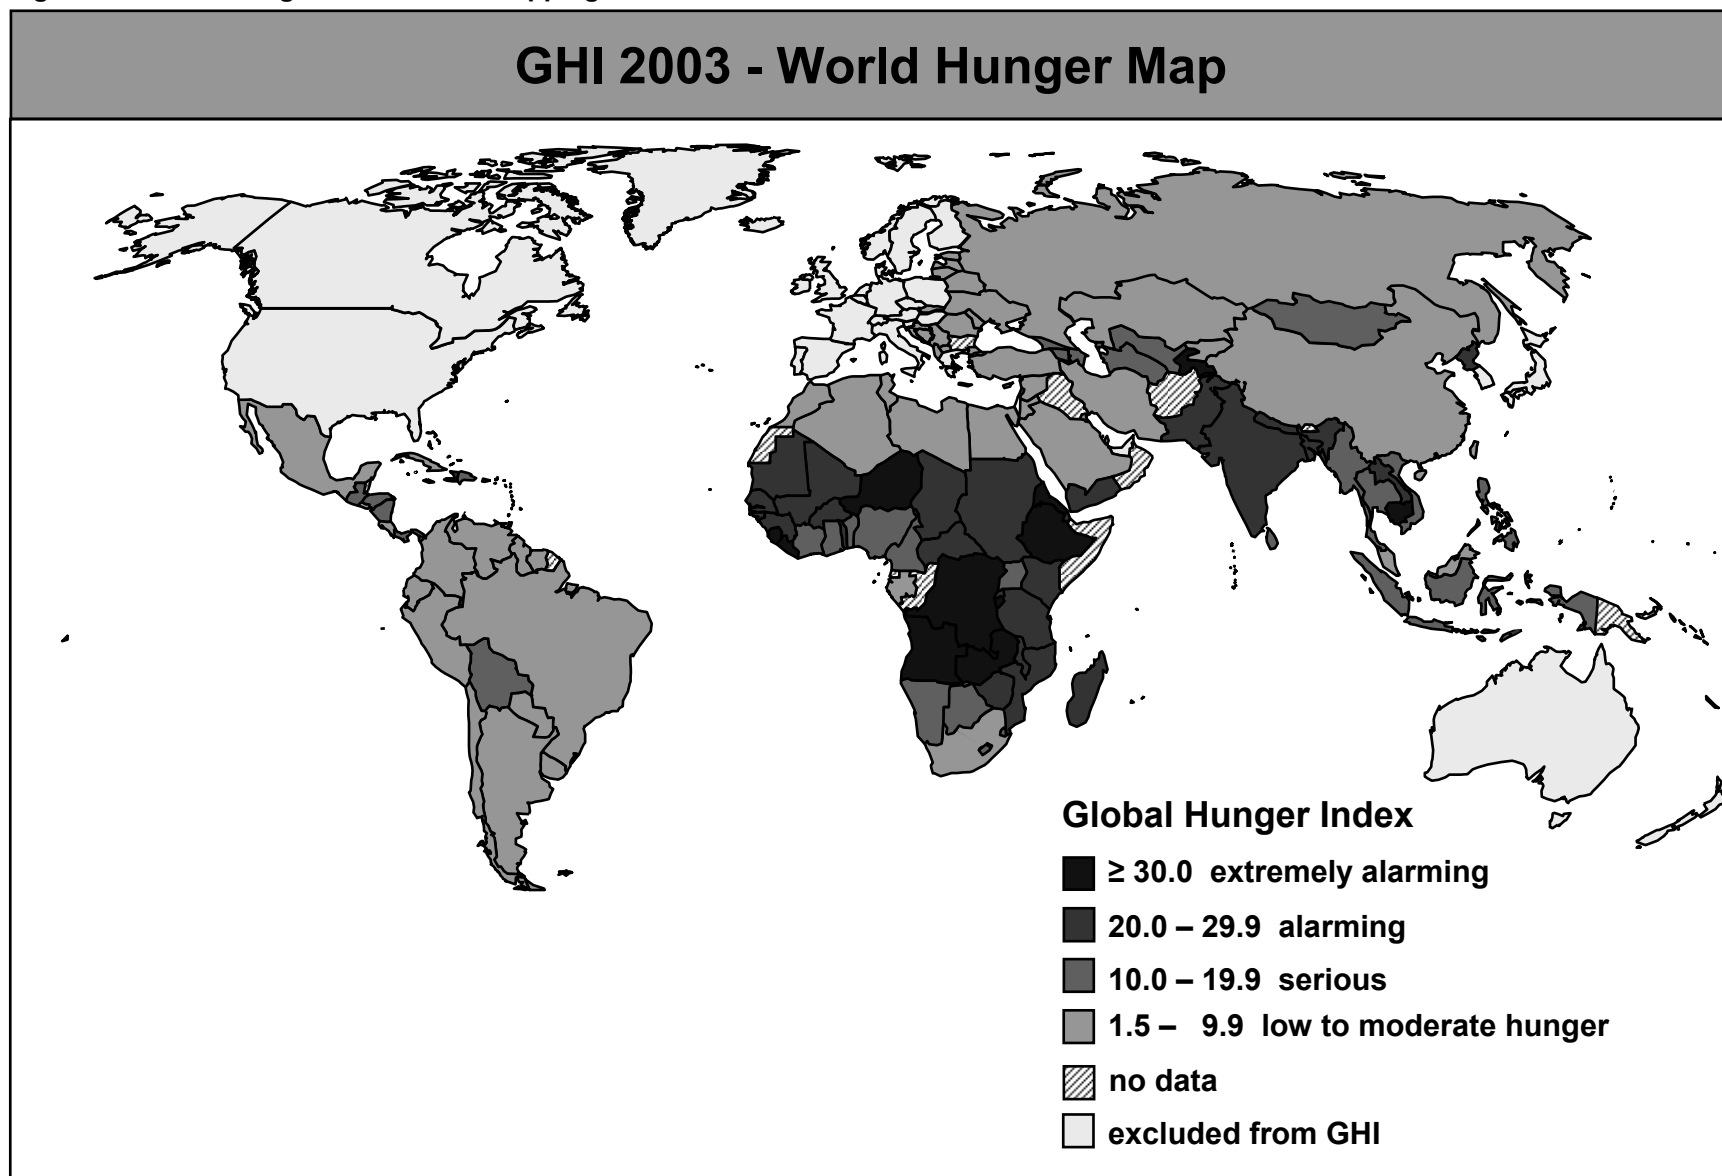 GHI 2003 - World Hunger Map
Global Hunger Index
≥ 30.0 extremely alarming
20.0 – 29.9 alarming
10.0 – 19.9 serious
1.5 – 9.9 low to moderate hunger
no data
excluded from GHI